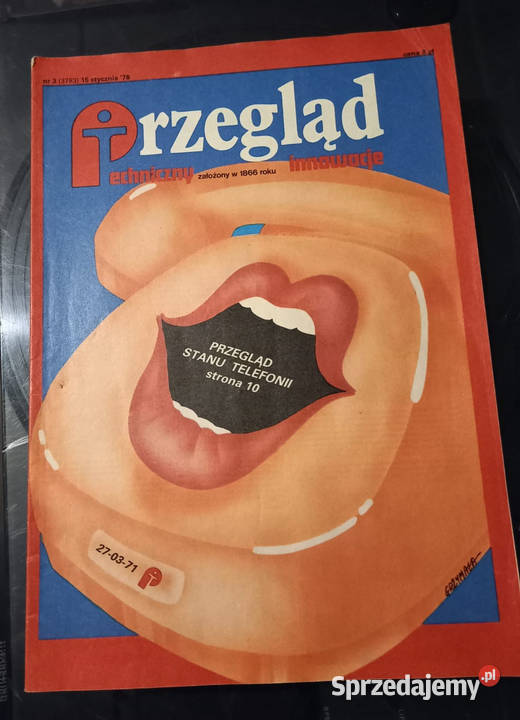 nr 3 (3793) 15 stycznia '78
cena 5 zł
Przegląd
echniczny założony w 1866 roku innowacje
PRZEGLĄD
STANU TELEFONII
strona 10
27-03-71
Sprzedajemy.pl